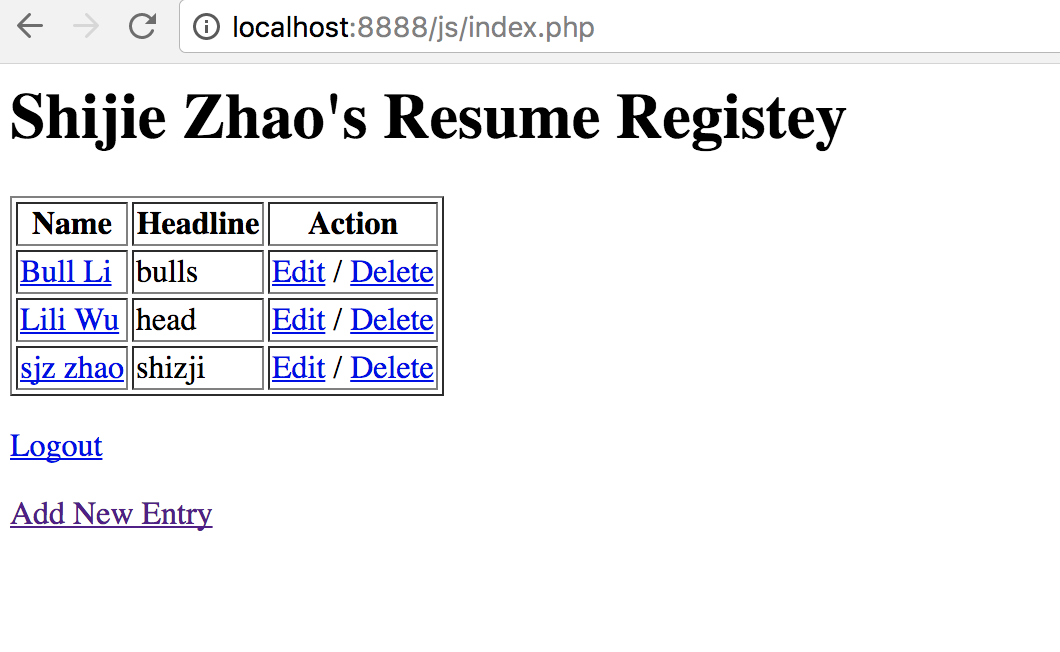 localhost:8888/js/index.php
Shijie Zhao's Resume Registey
Name Headline Action
Bull Li bulls Edit / Delete
Lili Wu head Edit / Delete
sjz zhao shizji Edit / Delete
Logout
Add New Entry